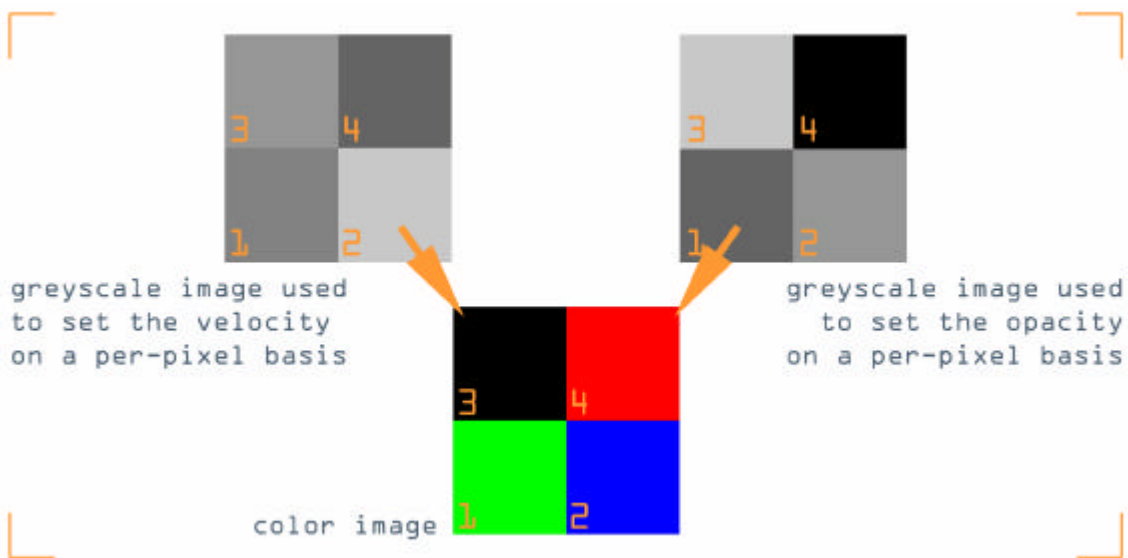 3 4
1 2
3 4
1 2
greyscale image used
to set the velocity
on a per-pixel basis
greyscale image used
to set the opacity
on a per-pixel basis
3 4
1 2
color image